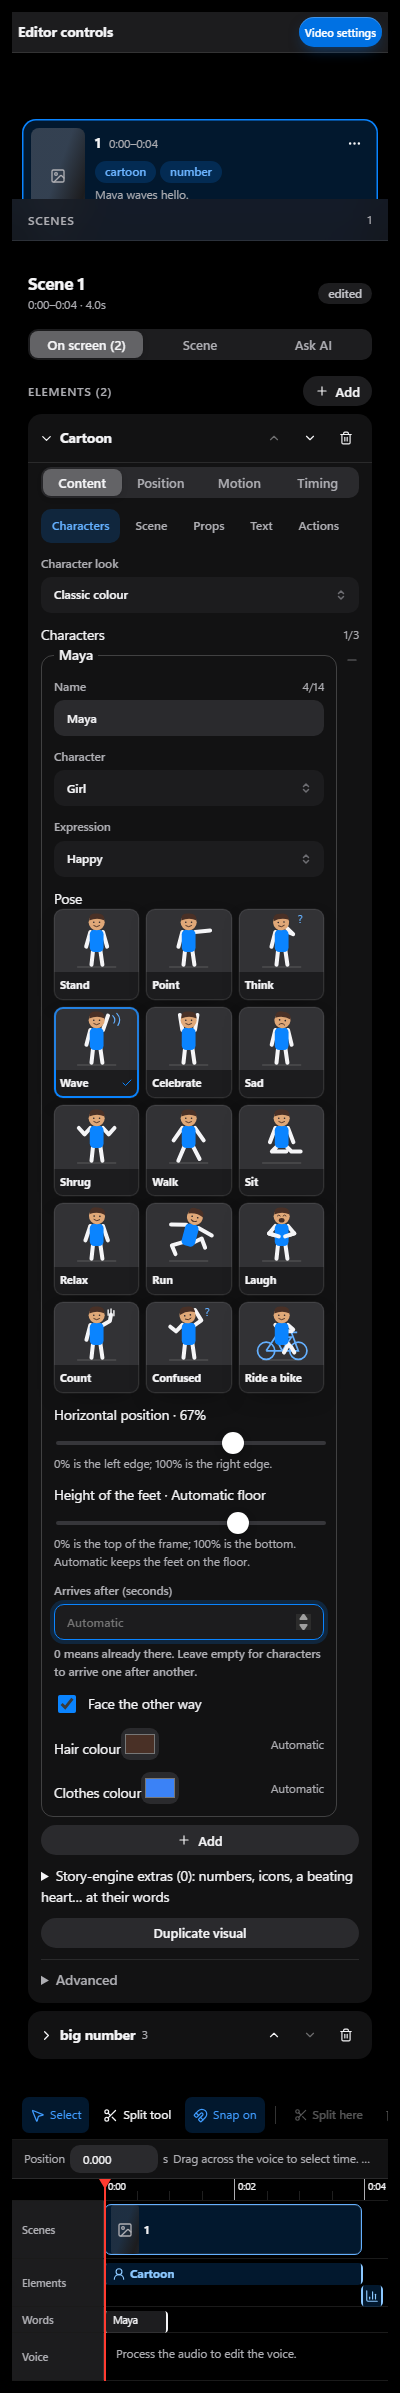 Editor controls
Video settings
1 0:00–0:04
cartoon number
Maya waves hello.
SCENES 1
Scene 1
0:00–0:04 · 4.0s
edited
On screen (2) Scene Ask AI
ELEMENTS (2) + Add
Cartoon
Content Position Motion Timing
Characters Scene Props Text Actions
Character look
Classic colour
Characters 1/3
Maya
Name 4/14
Maya
Character
Girl
Expression
Happy
Pose
Stand Point Think
Wave Celebrate Sad
Shrug Walk Sit
Relax Run Laugh
Count Confused Ride a bike
Horizontal position · 67%
0% is the left edge; 100% is the right edge.
Height of the feet · Automatic floor
0% is the top of the frame; 100% is the bottom.
Automatic keeps the feet on the floor.
Arrives after (seconds)
Automatic
0 means already there. Leave empty for characters
to arrive one after another.
Face the other way
Hair colour Automatic
Clothes colour Automatic
+ Add
Story-engine extras (0): numbers, icons, a beating
heart... at their words
Duplicate visual
Advanced
big number 3
Select Split tool Snap on Split here
Position 0.000 s Drag across the voice to select time. ...
0:00 0:02 0:04
Scenes 1
Elements Cartoon
Words Maya
Voice Process the audio to edit the voice.